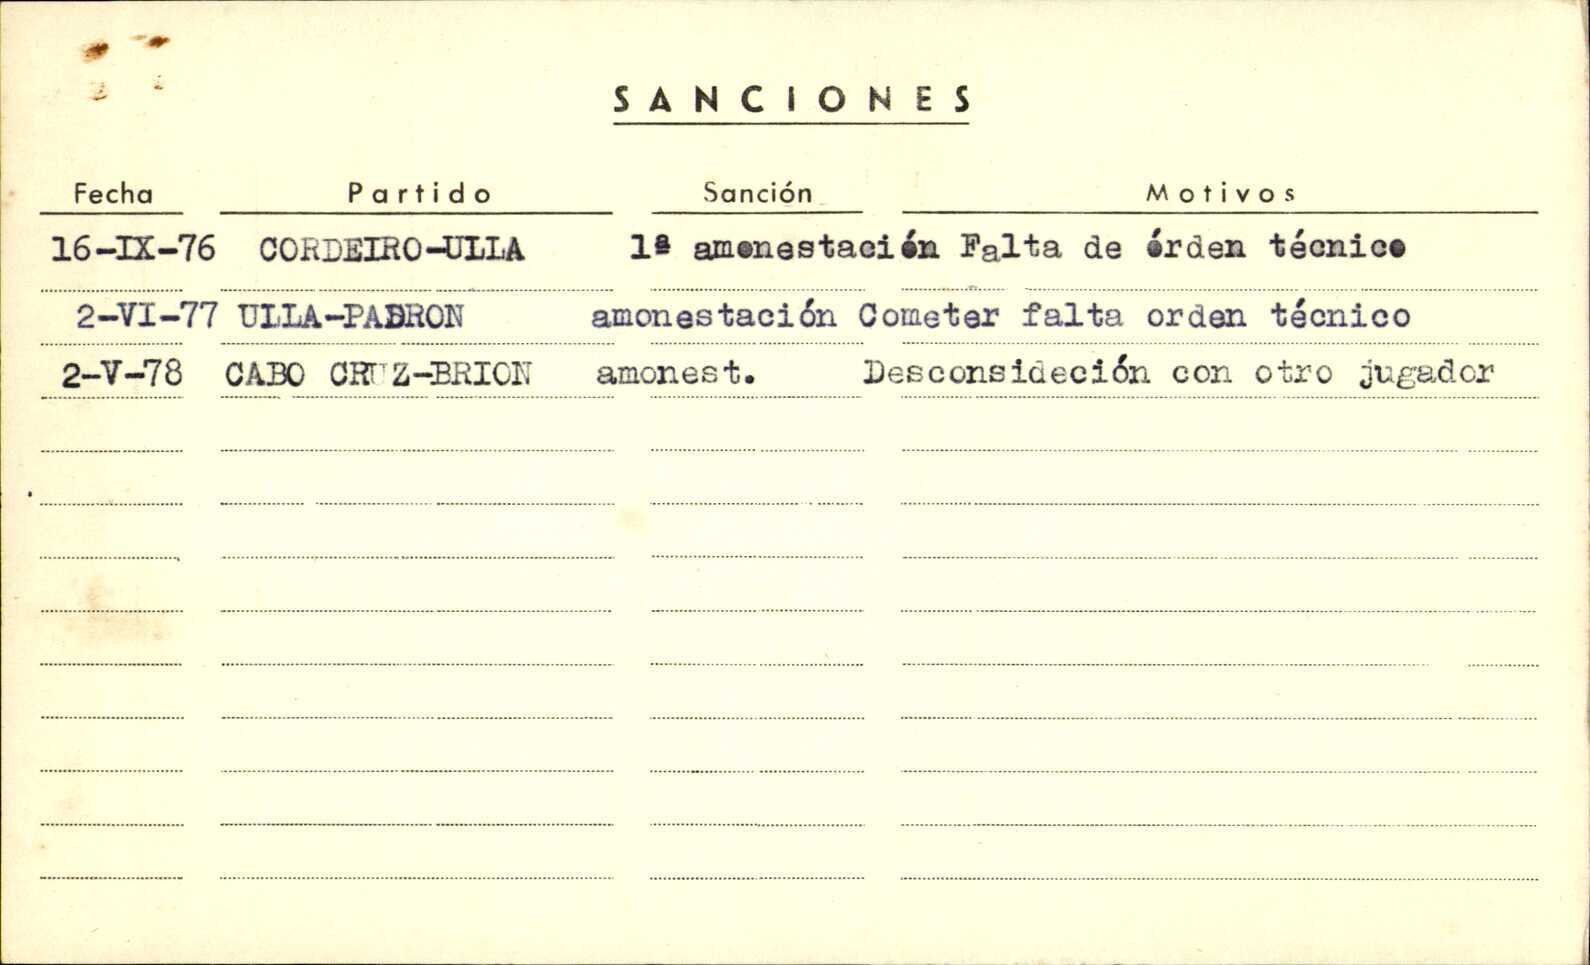 SANCIONES
Fecha Partido Sanción Motivos
16-IX-76 CORDEIRO-ULLA 1ª amonestación Falta de órden técnico
2-VI-77 ULLA-PADRON amonestación Cometer falta orden técnico
2-V-78 CABO CRUZ-BRION amonest. Desconsideción con otro jugador